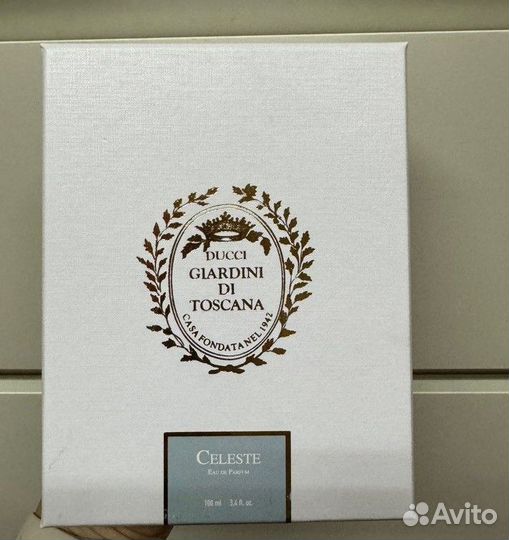 DUCCI
GIARDINI
DI
TOSCANA
CASA FONDATA NEL 1942
CELESTE
EAU DE PARFUM
100 ml 3.4 fl. oz.
Avito